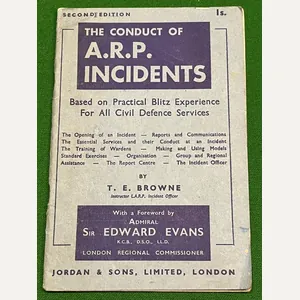 SECOND EDITION 1s.
THE CONDUCT OF
A.R.P.
INCIDENTS
Based on Practical Blitz Experience
For All Civil Defence Services
The Opening of an Incident — Reports and Communications
The Essential Services and their Conduct at an Incident
The Training of Wardens — Making and Using Models
Standard Exercises — Organisation — Group and Regional
Assistance — The Report Centre — The Incident Officer
BY
T. E. BROWNE
Instructor L.A.R.P. Incident Officer
With a Foreword by
ADMIRAL
SIR EDWARD EVANS
K.C.B., D.S.O., LL.D.
LONDON REGIONAL COMMISSIONER
JORDAN & SONS, LIMITED, LONDON